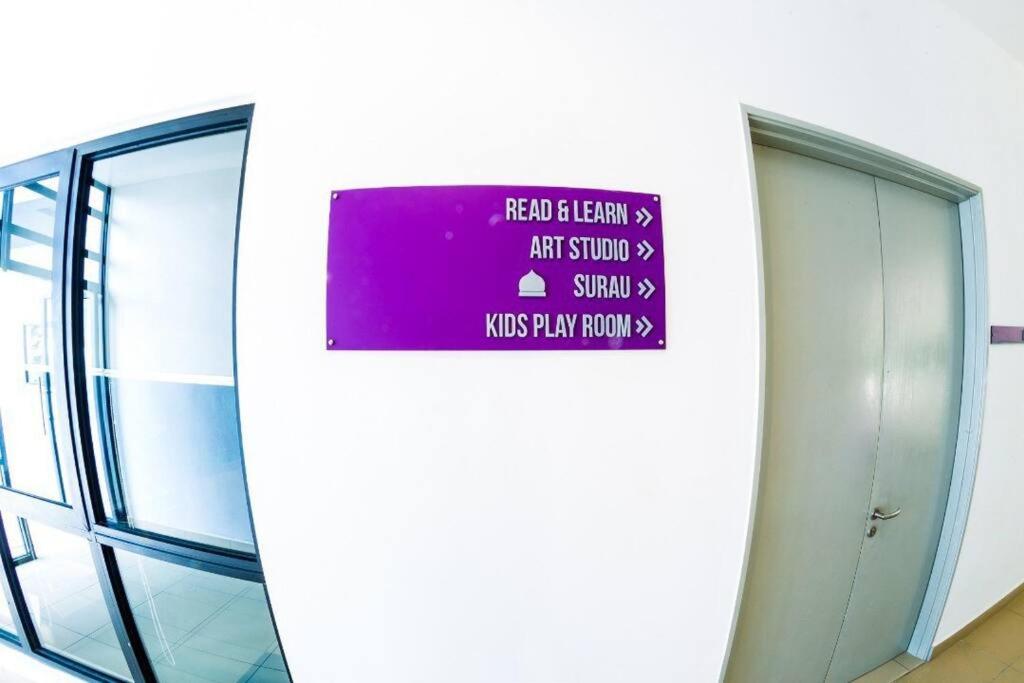 READ & LEARN »
ART STUDIO »
SURAU »
KIDS PLAY ROOM »